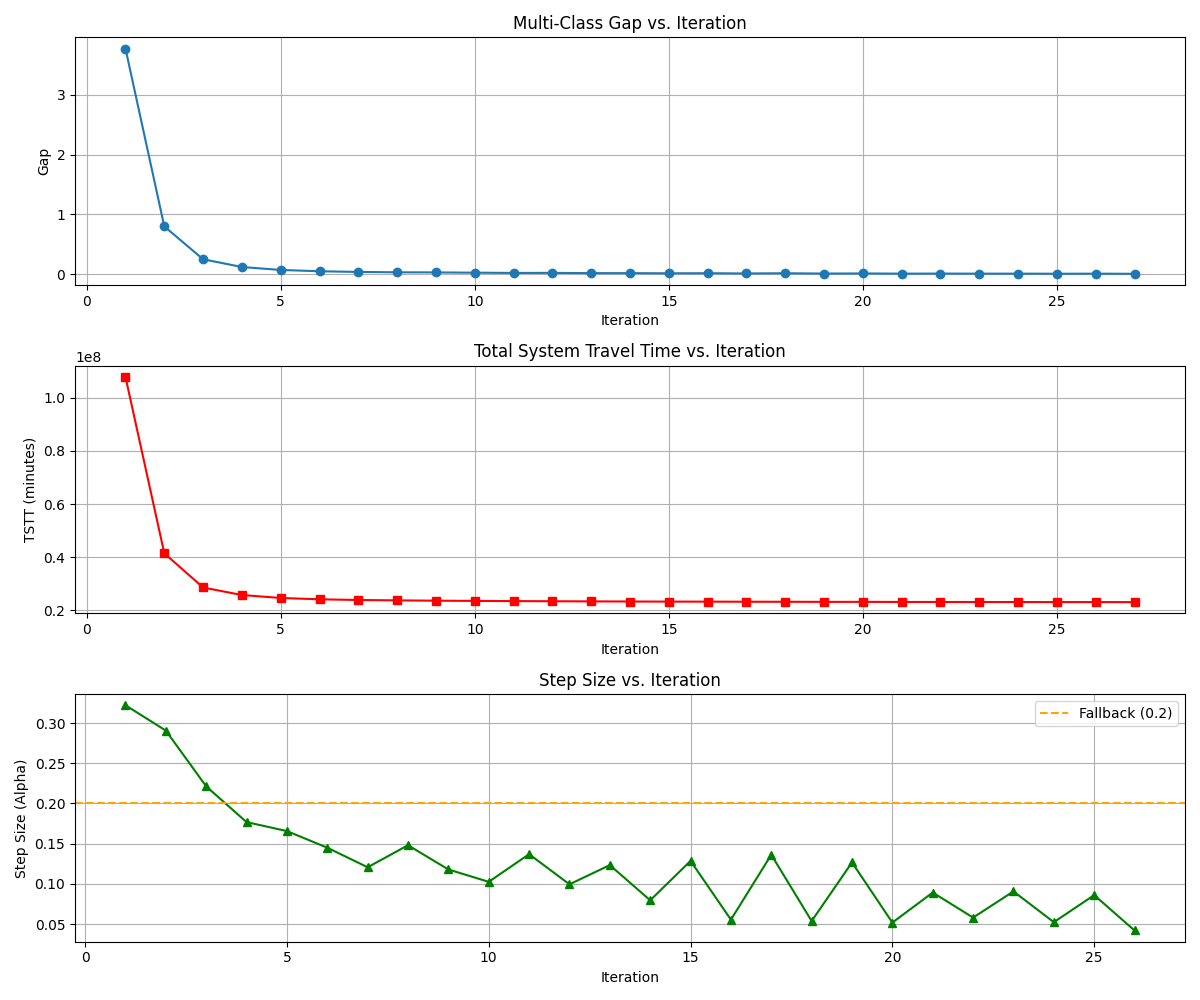 Multi-Class Gap vs. Iteration
Gap
3
2
1
0
0 5 10 15 20 25
Iteration
Total System Travel Time vs. Iteration
1e8
TSTT (minutes)
1.0
0.8
0.6
0.4
0.2
0 5 10 15 20 25
Iteration
Step Size vs. Iteration
Fallback (0.2)
Step Size (Alpha)
0.30
0.25
0.20
0.15
0.10
0.05
0 5 10 15 20 25
Iteration